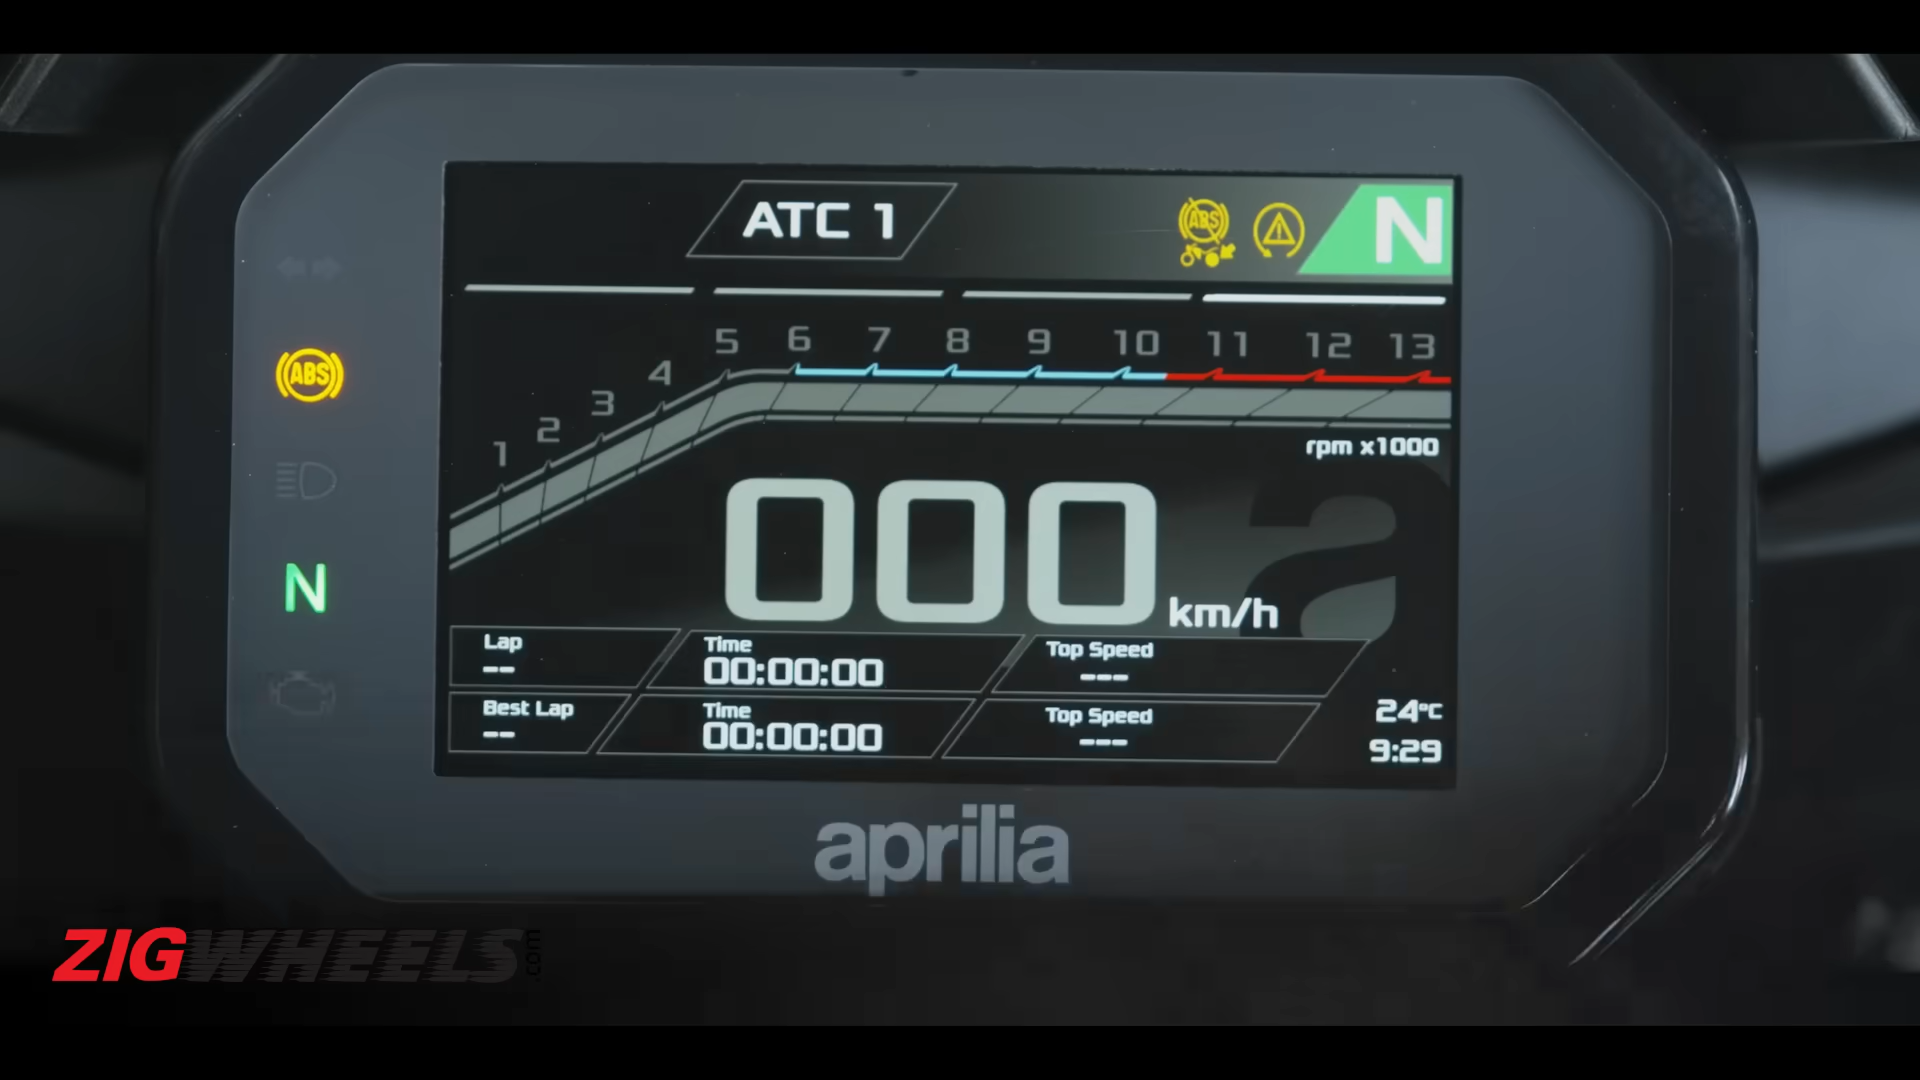 ATC 1
ABS
N
5 6 7 8 9 10 11 12 13
4
ABS
3
2
1
rpm x1000
000 km/h
N
Lap
--
Time
00:00:00
Top Speed
---
Best Lap
--
Time
00:00:00
Top Speed
---
24°C
9:29
aprilia
ZIGWHEELS.com